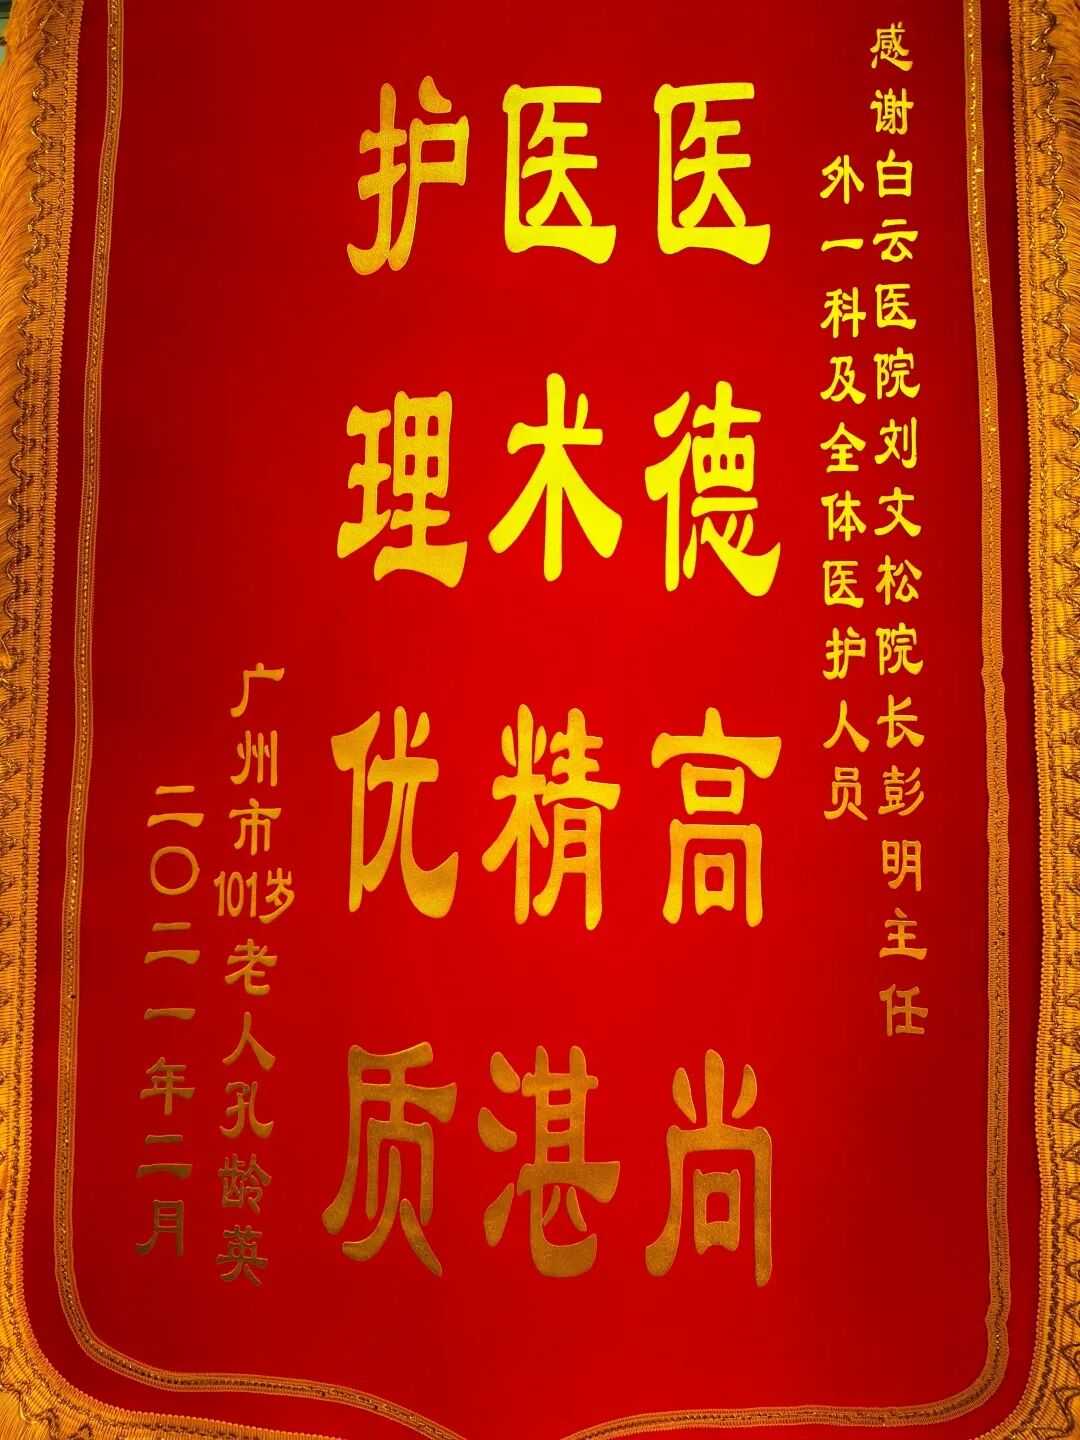 感谢白云医院刘文松院长彭明主任
外一科及全体医护人员
医德高尚
医术精湛
护理优质
广州市101岁老人孔龄英
二〇二一年二月